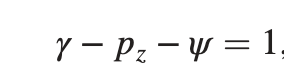 γ − p_z − ψ = 1,